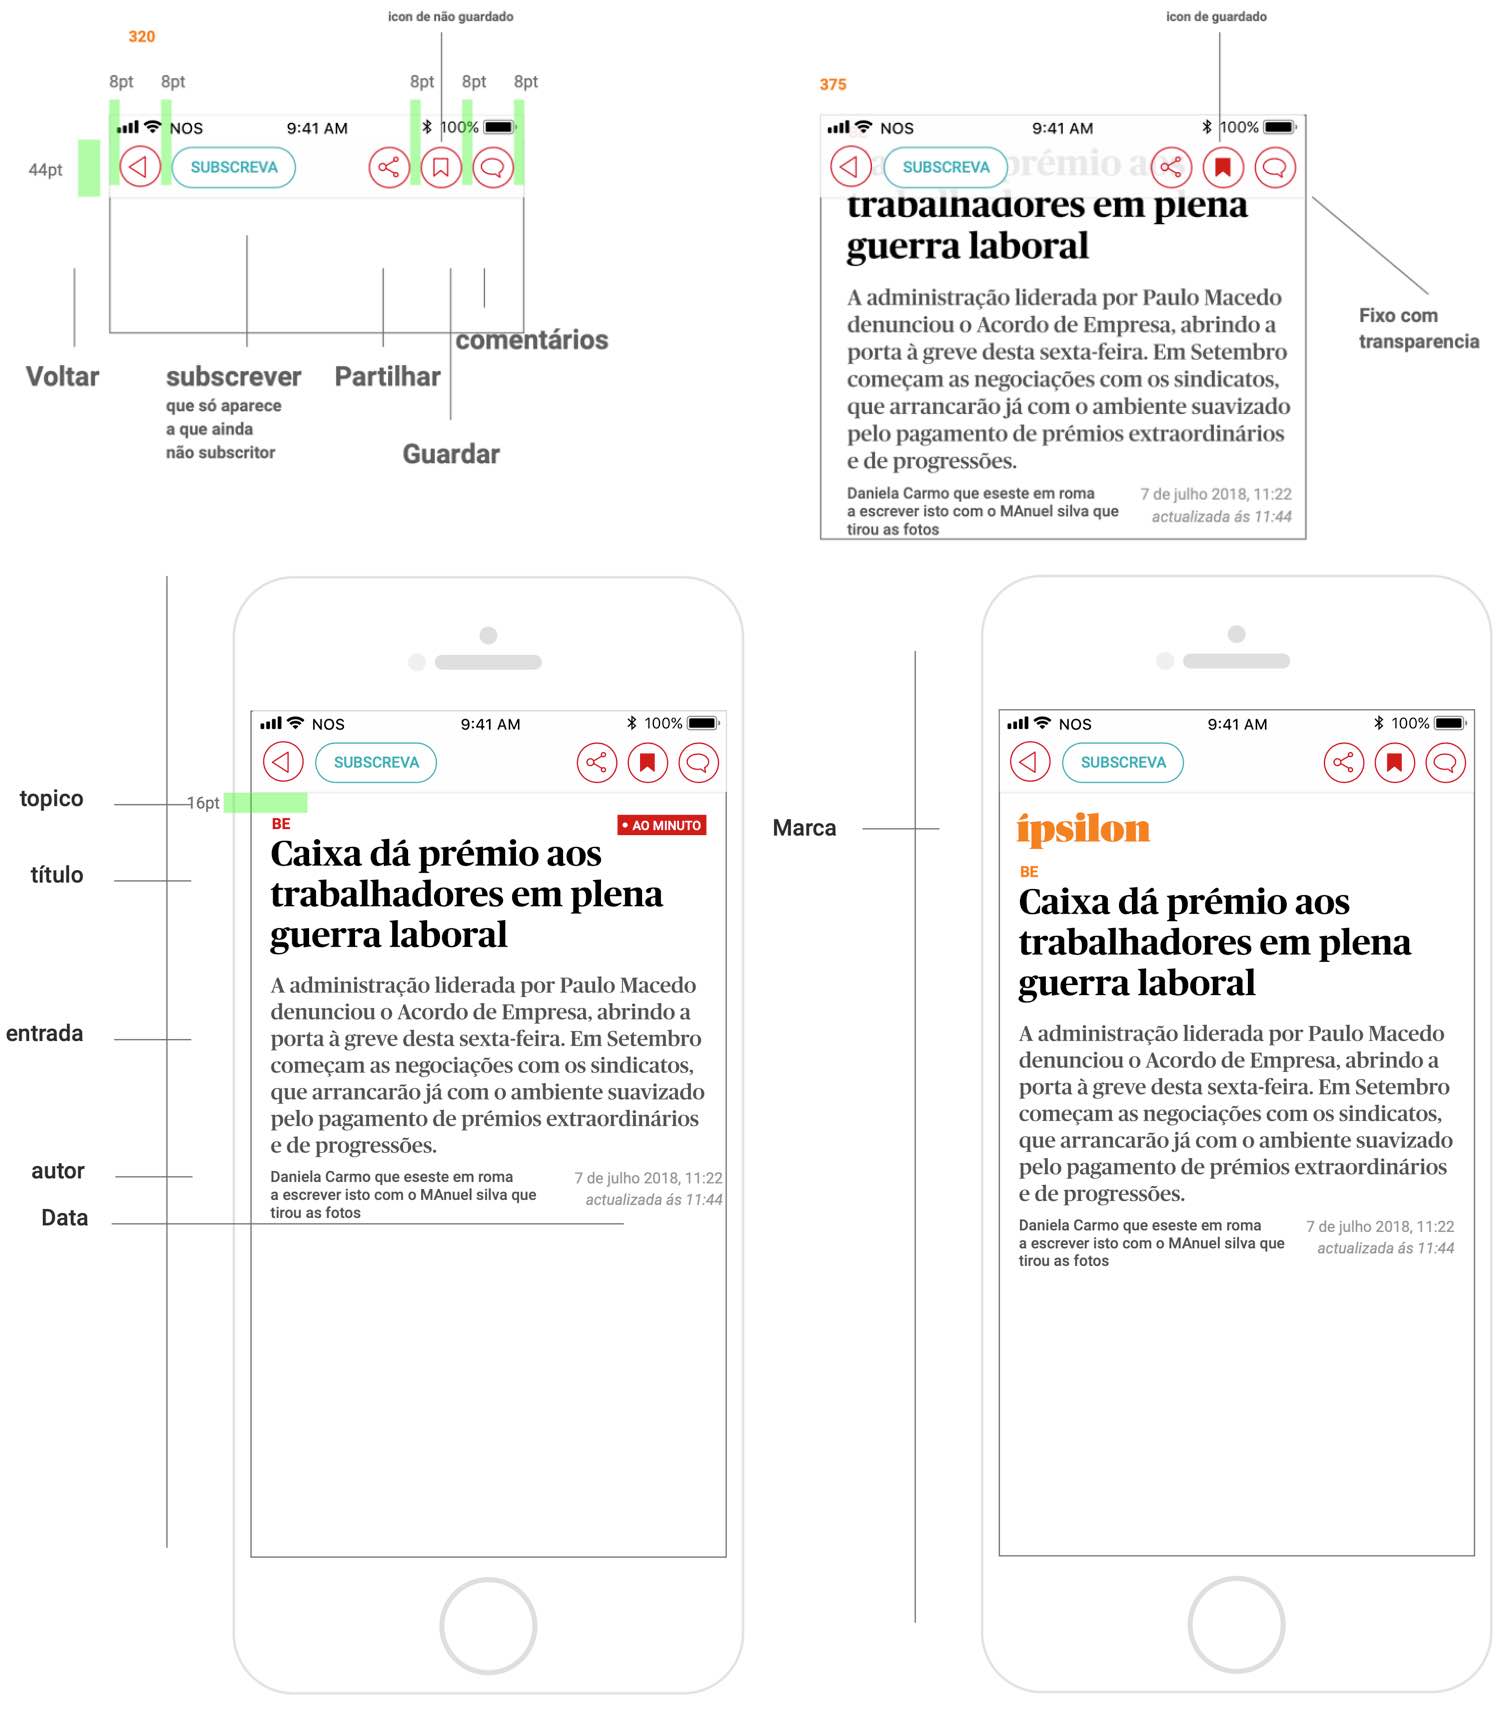 icon de não guardado
320
8pt 8pt 8pt 8pt 8pt
NOS 9:41 AM 100%
44pt
SUBSCREVA
comentários
Voltar
subscrever
Partilhar
que só aparece
a que ainda
não subscritor
Guardar
icon de guardado
375
NOS 9:41 AM 100%
SUBSCREVA
prémio aos
trabalhadores em plena
guerra laboral
A administração liderada por Paulo Macedo
denunciou o Acordo de Empresa, abrindo a
porta à greve desta sexta-feira. Em Setembro
começam as negociações com os sindicatos,
que arrancarão já com o ambiente suavizado
pelo pagamento de prémios extraordinários
e de progressões.
Daniela Carmo que eseste em roma
a escrever isto com o MAnuel silva que
tirou as fotos
7 de julho 2018, 11:22
actualizada ás 11:44
Fixo com
transparencia
topico
título
entrada
autor
Data
16pt
NOS 9:41 AM 100%
SUBSCREVA
BE
• AO MINUTO
Caixa dá prémio aos
trabalhadores em plena
guerra laboral
A administração liderada por Paulo Macedo
denunciou o Acordo de Empresa, abrindo a
porta à greve desta sexta-feira. Em Setembro
começam as negociações com os sindicatos,
que arrancarão já com o ambiente suavizado
pelo pagamento de prémios extraordinários
e de progressões.
Daniela Carmo que eseste em roma
a escrever isto com o MAnuel silva que
tirou as fotos
7 de julho 2018, 11:22
actualizada ás 11:44
Marca
NOS 9:41 AM 100%
SUBSCREVA
ípsilon
BE
Caixa dá prémio aos
trabalhadores em plena
guerra laboral
A administração liderada por Paulo Macedo
denunciou o Acordo de Empresa, abrindo a
porta à greve desta sexta-feira. Em Setembro
começam as negociações com os sindicatos,
que arrancarão já com o ambiente suavizado
pelo pagamento de prémios extraordinários
e de progressões.
Daniela Carmo que eseste em roma
a escrever isto com o MAnuel silva que
tirou as fotos
7 de julho 2018, 11:22
actualizada ás 11:44